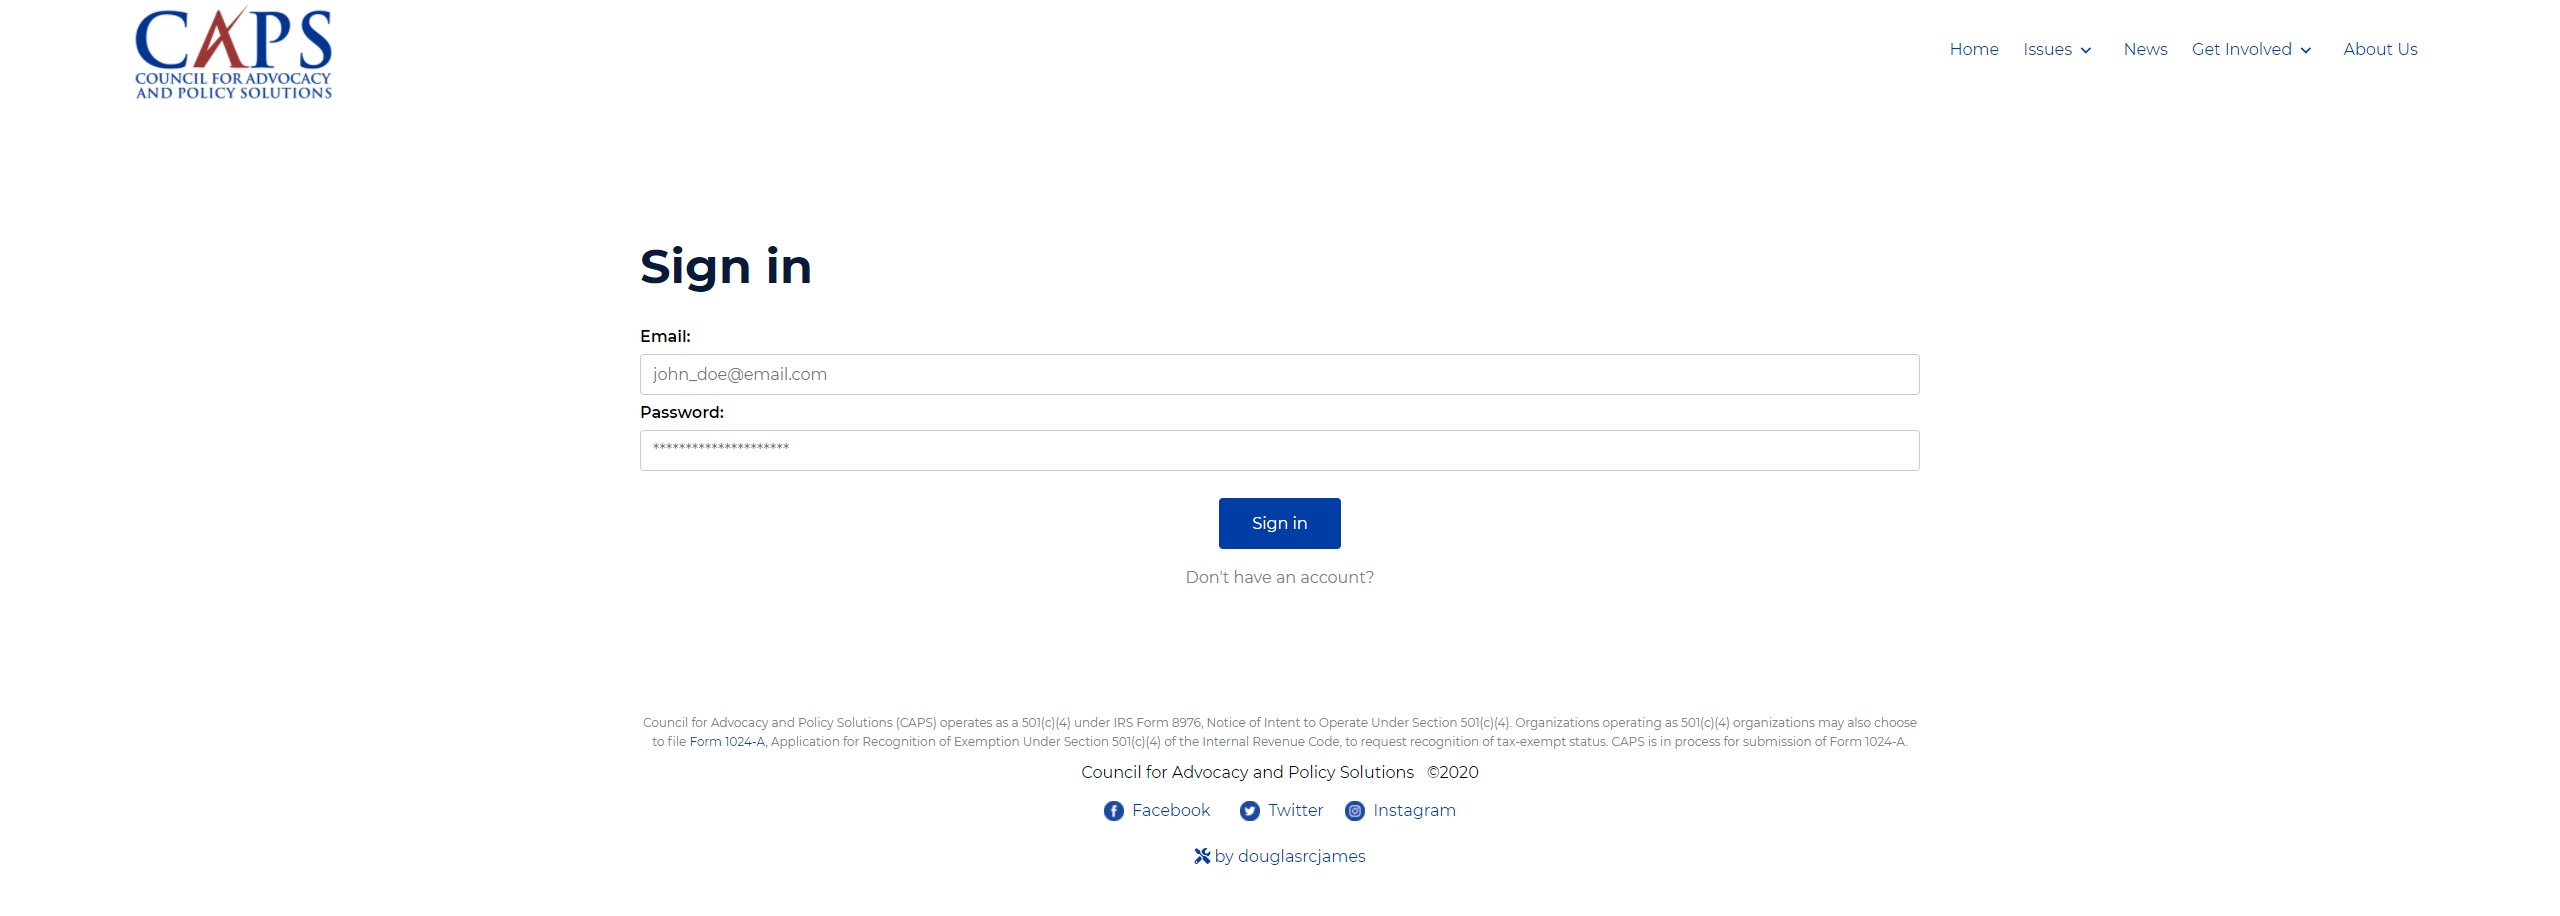 CAPS
COUNCIL FOR ADVOCACY
AND POLICY SOLUTIONS
Home Issues News Get Involved About Us
Sign in
Email:
john_doe@email.com
Password:
*********************
Sign in
Don't have an account?
Council for Advocacy and Policy Solutions (CAPS) operates as a 501(c)(4) under IRS Form 8976, Notice of Intent to Operate Under Section 501(c)(4). Organizations operating as 501(c)(4) organizations may also choose
to file Form 1024-A, Application for Recognition of Exemption Under Section 501(c)(4) of the Internal Revenue Code, to request recognition of tax-exempt status. CAPS is in process for submission of Form 1024-A.
Council for Advocacy and Policy Solutions ©2020
Facebook Twitter Instagram
by douglasrcjames